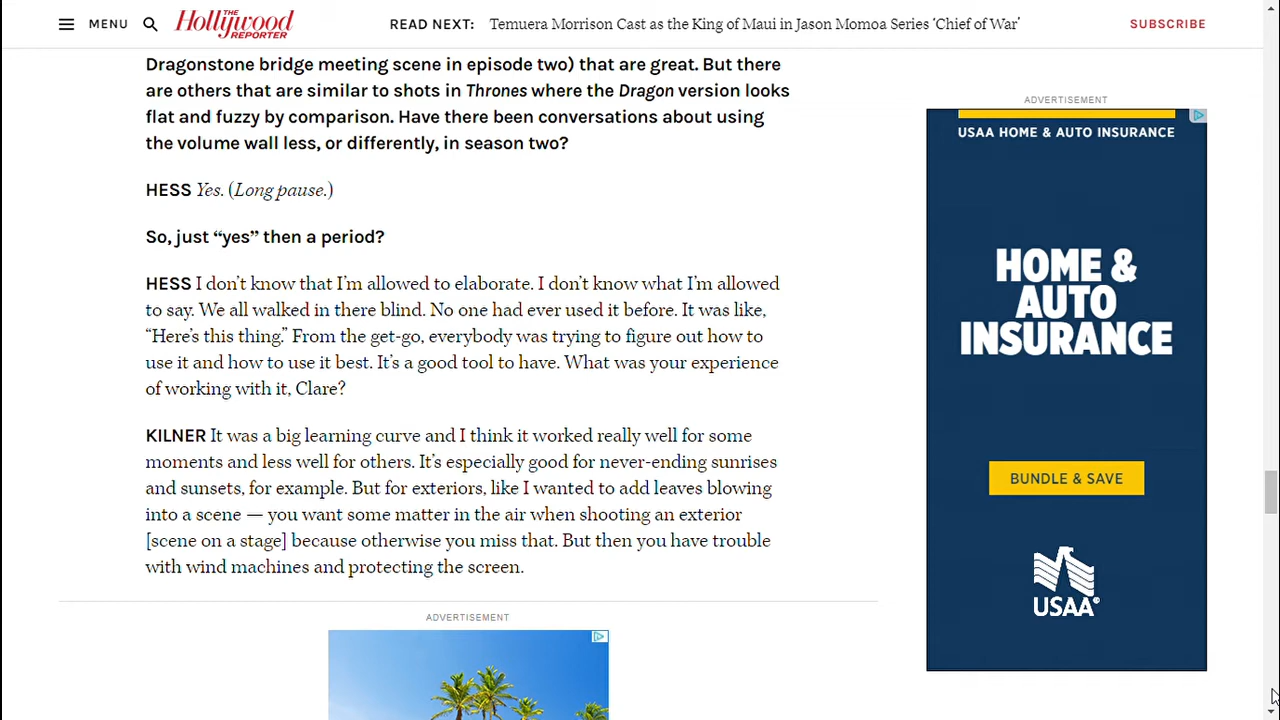 MENU
THE
Hollywood
REPORTER
READ NEXT: Temuera Morrison Cast as the King of Maui in Jason Momoa Series ‘Chief of War’
SUBSCRIBE
Dragonstone bridge meeting scene in episode two) that are great. But there
are others that are similar to shots in Thrones where the Dragon version looks
flat and fuzzy by comparison. Have there been conversations about using
the volume wall less, or differently, in season two?
HESS Yes. (Long pause.)
So, just “yes” then a period?
HESS I don’t know that I’m allowed to elaborate. I don’t know what I’m allowed
to say. We all walked in there blind. No one had ever used it before. It was like,
“Here’s this thing.” From the get-go, everybody was trying to figure out how to
use it and how to use it best. It’s a good tool to have. What was your experience
of working with it, Clare?
KILNER It was a big learning curve and I think it worked really well for some
moments and less well for others. It’s especially good for never-ending sunrises
and sunsets, for example. But for exteriors, like I wanted to add leaves blowing
into a scene — you want some matter in the air when shooting an exterior
[scene on a stage] because otherwise you miss that. But then you have trouble
with wind machines and protecting the screen.
ADVERTISEMENT
ADVERTISEMENT
USAA HOME & AUTO INSURANCE
HOME &
AUTO
INSURANCE
BUNDLE & SAVE
USAA®